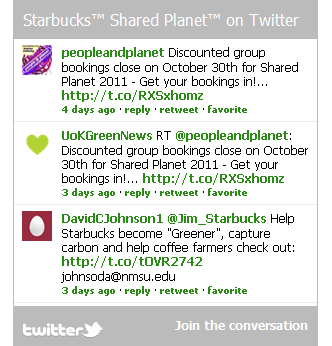 Starbucks™ Shared Planet™ on Twitter
peopleandplanet Discounted group
bookings close on October 30th for Shared
Planet 2011 - Get your bookings in!...
http://t.co/RXSxhomz
4 days ago · reply · retweet · favorite
UoKGreenNews RT @peopleandplanet:
Discounted group bookings close on October
30th for Shared Planet 2011 - Get your
bookings in!... http://t.co/RXSxhomz
3 days ago · reply · retweet · favorite
DavidCJohnson1 @Jim_Starbucks Help
Starbucks become "Greener", capture
carbon and help coffee farmers check out:
http://t.co/tOVR2742
johnsoda@nmsu.edu
3 days ago · reply · retweet · favorite
twitter
Join the conversation